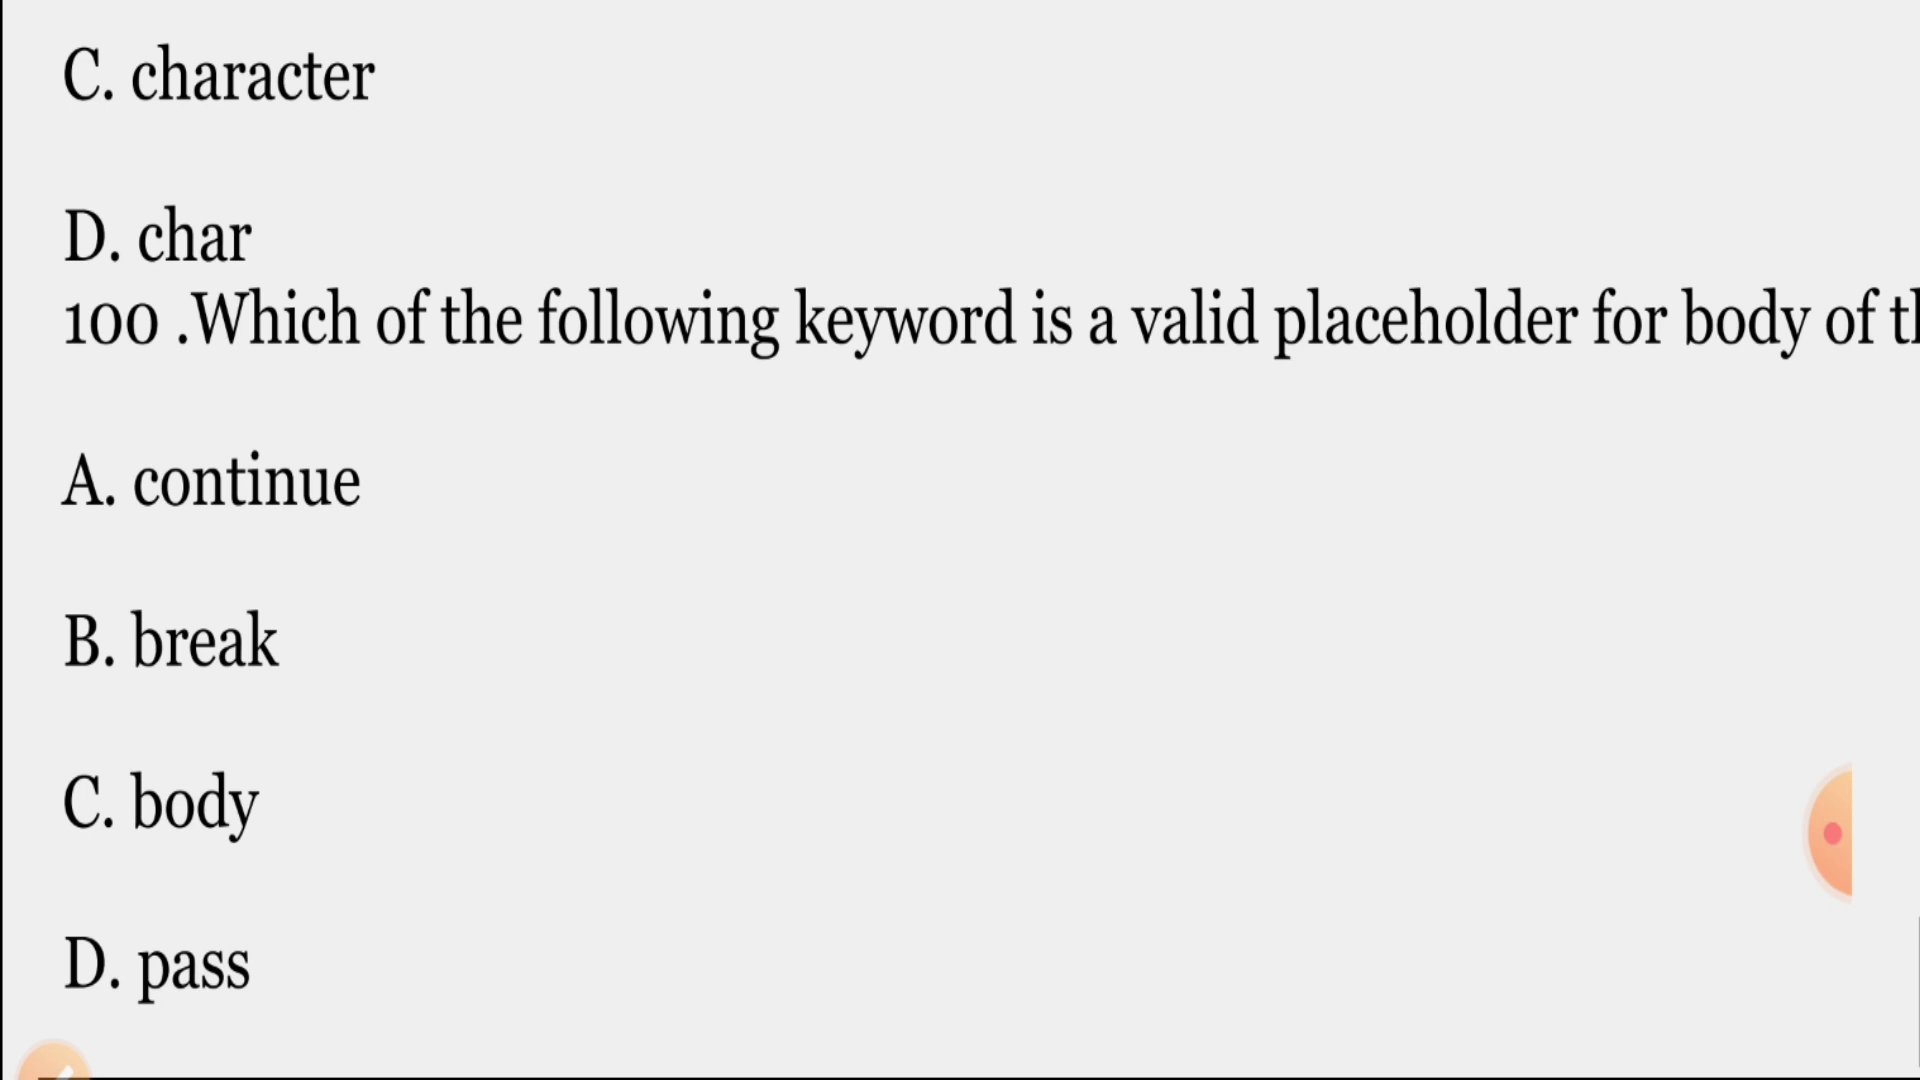 C. character
D. char
100 .Which of the following keyword is a valid placeholder for body of
A. continue
B. break
C. body
D. pass